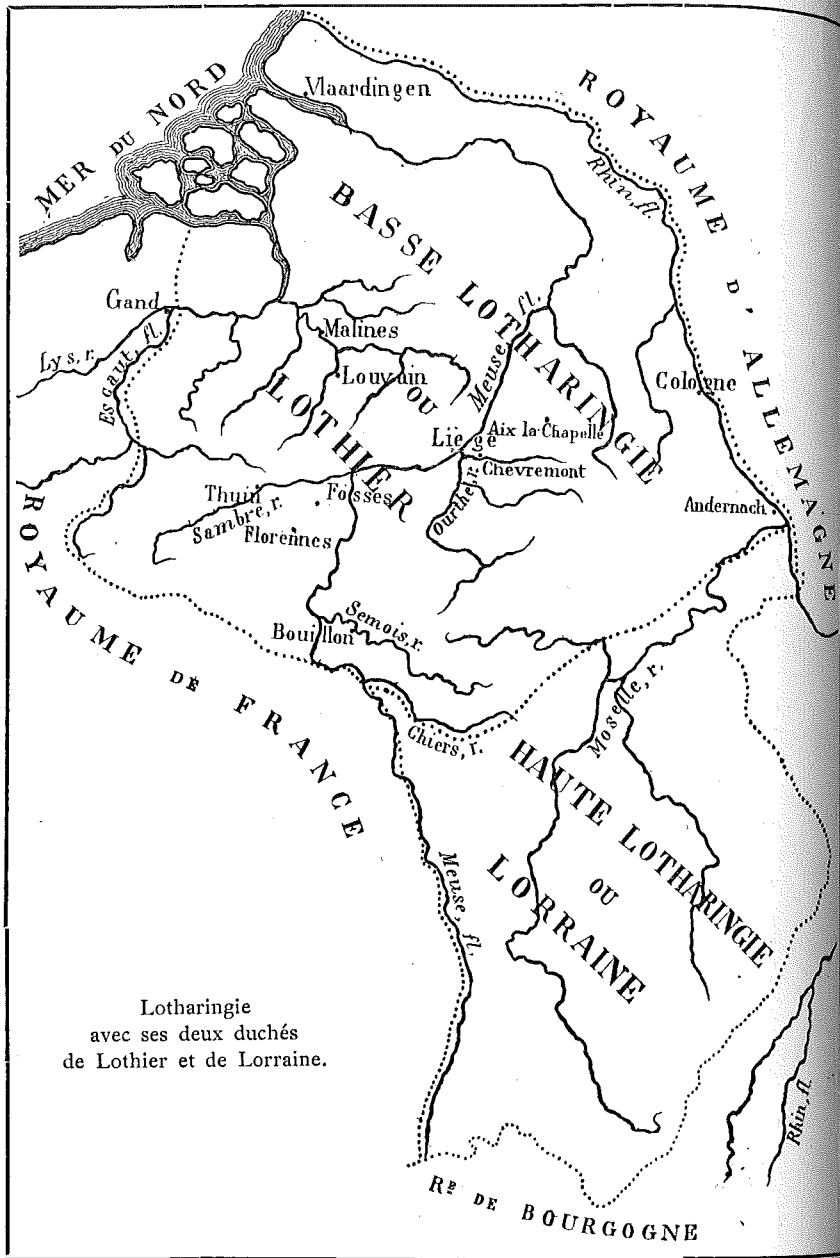 MER DU NORD
Vlaardingen
ROYAUME D'ALLEMAGNE
Rhin, fl.
BASSE LOTHARINGIE
OU
LOTHIER
Gand
Lys, r.
Escaut, fl.
Malines
Louvain
Meuse fl.
Cologne
Liége
Aix la-Chapelle
Chevremont
Ourthe, r.
Thuin
Fosses
Sambre, r.
Florennes
Andernach
ROYAUME DE FRANCE
Semois, r.
Bouillon
Chiers, r.
Moselle, r.
HAUTE LOTHARINGIE
OU
LORRAINE
Meuse, fl.
Lotharingie
avec ses deux duchés
de Lothier et de Lorraine.
Rhin, fl.
Rᴱ DE BOURGOGNE